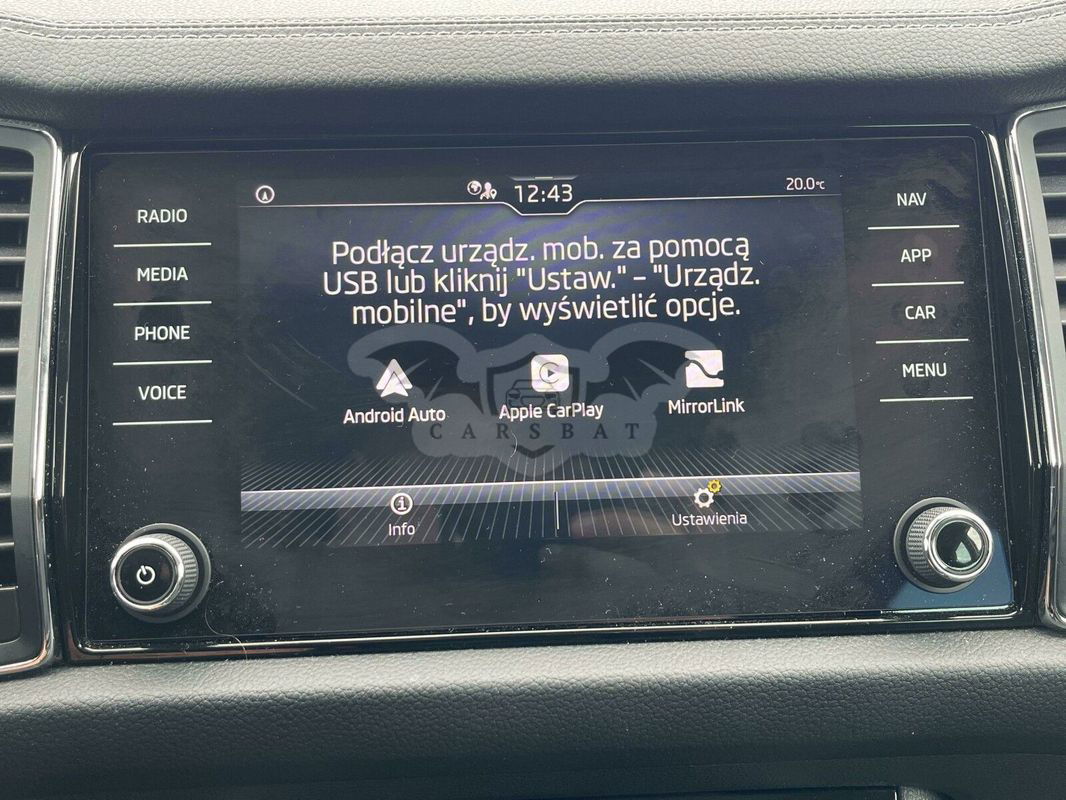 12:43
20.0°C
RADIO
MEDIA
PHONE
VOICE
Podłącz urządz. mob. za pomocą
USB lub kliknij "Ustaw." – "Urządz.
mobilne", by wyświetlić opcje.
Android Auto
Apple CarPlay
MirrorLink
CARSBAT
Info
Ustawienia
NAV
APP
CAR
MENU